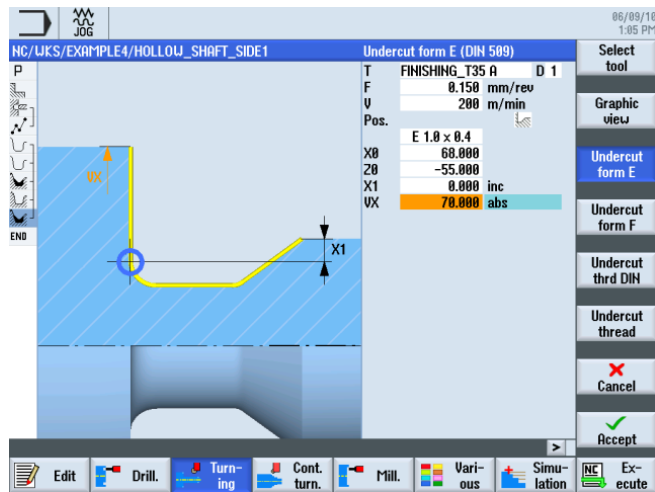 JOG
06/09/10
1:05 PM
NC/WKS/EXAMPLE4/HOLLOW_SHAFT_SIDE1
Undercut form E (DIN 509)
P
END
VX
X1
T FINISHING_T35 A D 1
F 0.150 mm/rev
V 200 m/min
Pos.
E 1.0 x 0.4
X0 68.000
Z0 -55.000
X1 0.000 inc
VX 70.000 abs
Select
tool
Graphic
view
Undercut
form E
Undercut
form F
Undercut
thrd DIN
Undercut
thread
Cancel
Accept
>
Edit
Drill.
Turn-
ing
Cont.
turn.
Mill.
Vari-
ous
Simu-
lation
NC
Ex-
ecute